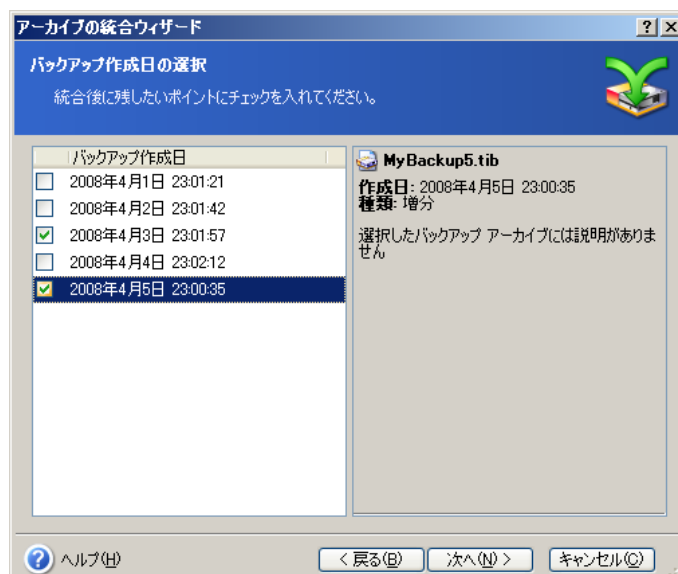 アーカイブの統合ウィザード
バックアップ作成日の選択
統合後に残したいポイントにチェックを入れてください。
バックアップ作成日
2008年4月1日 23:01:21
2008年4月2日 23:01:42
2008年4月3日 23:01:57
2008年4月4日 23:02:12
2008年4月5日 23:00:35
MyBackup5.tib
作成日: 2008年4月5日 23:00:35
種類: 増分
選択したバックアップ アーカイブには説明がありま
せん
ヘルプ(H)
< 戻る(B)
次へ(N) >
キャンセル(C)